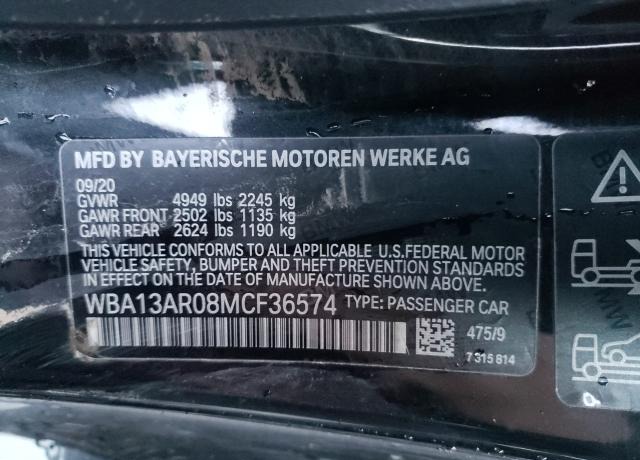 MFD BY BAYERISCHE MOTOREN WERKE AG
09/20
GVWR 4949 lbs 2245 kg
GAWR FRONT 2502 lbs 1135 kg
GAWR REAR 2624 lbs 1190 kg
THIS VEHICLE CONFORMS TO ALL APPLICABLE U.S.FEDERAL MOTOR
VEHICLE SAFETY, BUMPER AND THEFT PREVENTION STANDARDS
IN EFFECT ON THE DATE OF MANUFACTURE SHOWN ABOVE.
WBA13AR08MCF36574 TYPE: PASSENGER CAR
475/9
7 315 814